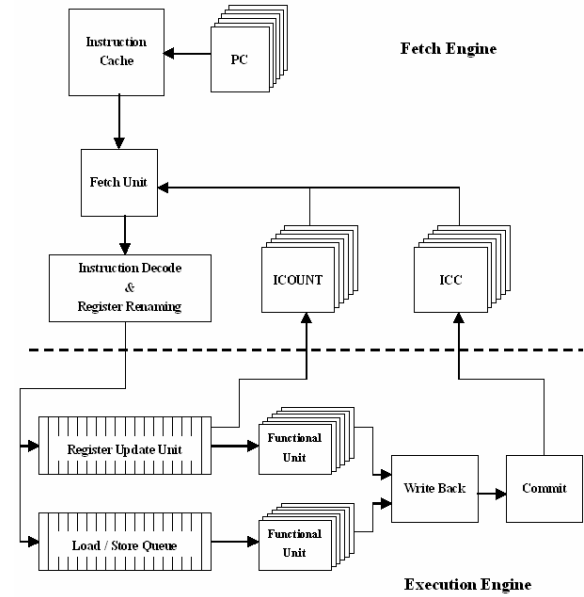 Instruction
Cache
PC
Fetch Engine
Fetch Unit
Instruction Decode
&
Register Renaming
ICOUNT
ICC
Register Update Unit
Functional
Unit
Write Back
Commit
Load / Store Queue
Functional
Unit
Execution Engine